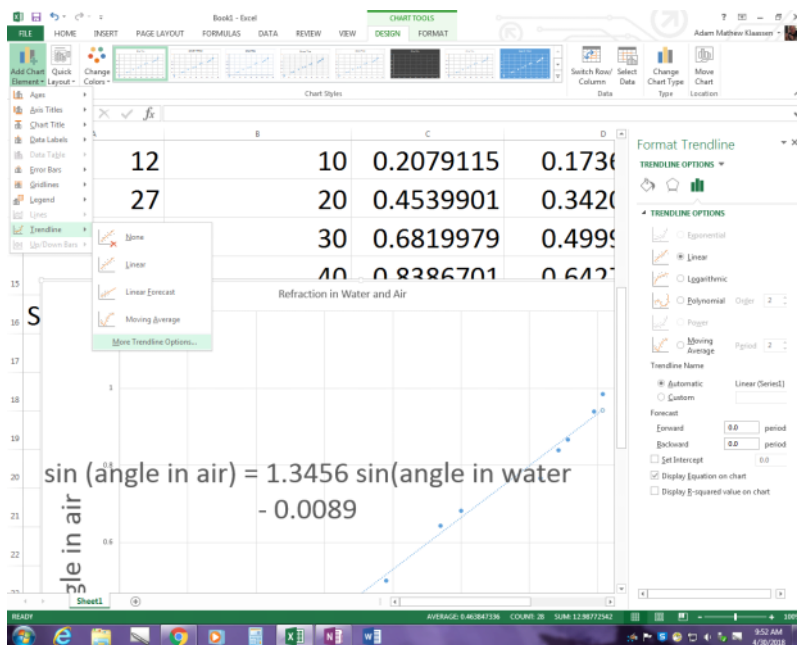 Book1 - Excel
CHART TOOLS
Adam Mathew Klaassen
FILE HOME INSERT PAGE LAYOUT FORMULAS DATA REVIEW VIEW DESIGN FORMAT
Add Chart Element
Quick Layout
Change Colors
Switch Row/ Column
Select Data
Change Chart Type
Move Chart
Chart Styles
Data
Type
Location
Axes
Axis Titles
Chart Title
Data Labels
Data Table
Error Bars
Gridlines
Legend
Lines
Trendline
Up/Down Bars
None
Linear
Linear Forecast
Moving Average
More Trendline Options...
fx
B C D
12 10 0.2079115 0.1736
27 20 0.4539901 0.3420
30 0.6819979 0.4999
40 0.8386701 0.6427
15
16 S
17
18
19
20
21
22
Refraction in Water and Air
1
0.8
0.6
sin (angle in air) = 1.3456 sin(angle in water
- 0.0089
gle in air
Format Trendline
TRENDLINE OPTIONS
TRENDLINE OPTIONS
Exponential
Linear
Logarithmic
Polynomial Order 2
Power
Moving Average Period 2
Trendline Name
Automatic Linear (Series1)
Custom
Forecast
Forward 0.0 period
Backward 0.0 period
Set Intercept 0.0
Display Equation on chart
Display R-squared value on chart
Sheet1
READY
AVERAGE: 0.463847336 COUNT: 28 SUM: 12.98772542
100%
9:52 AM
4/30/2018